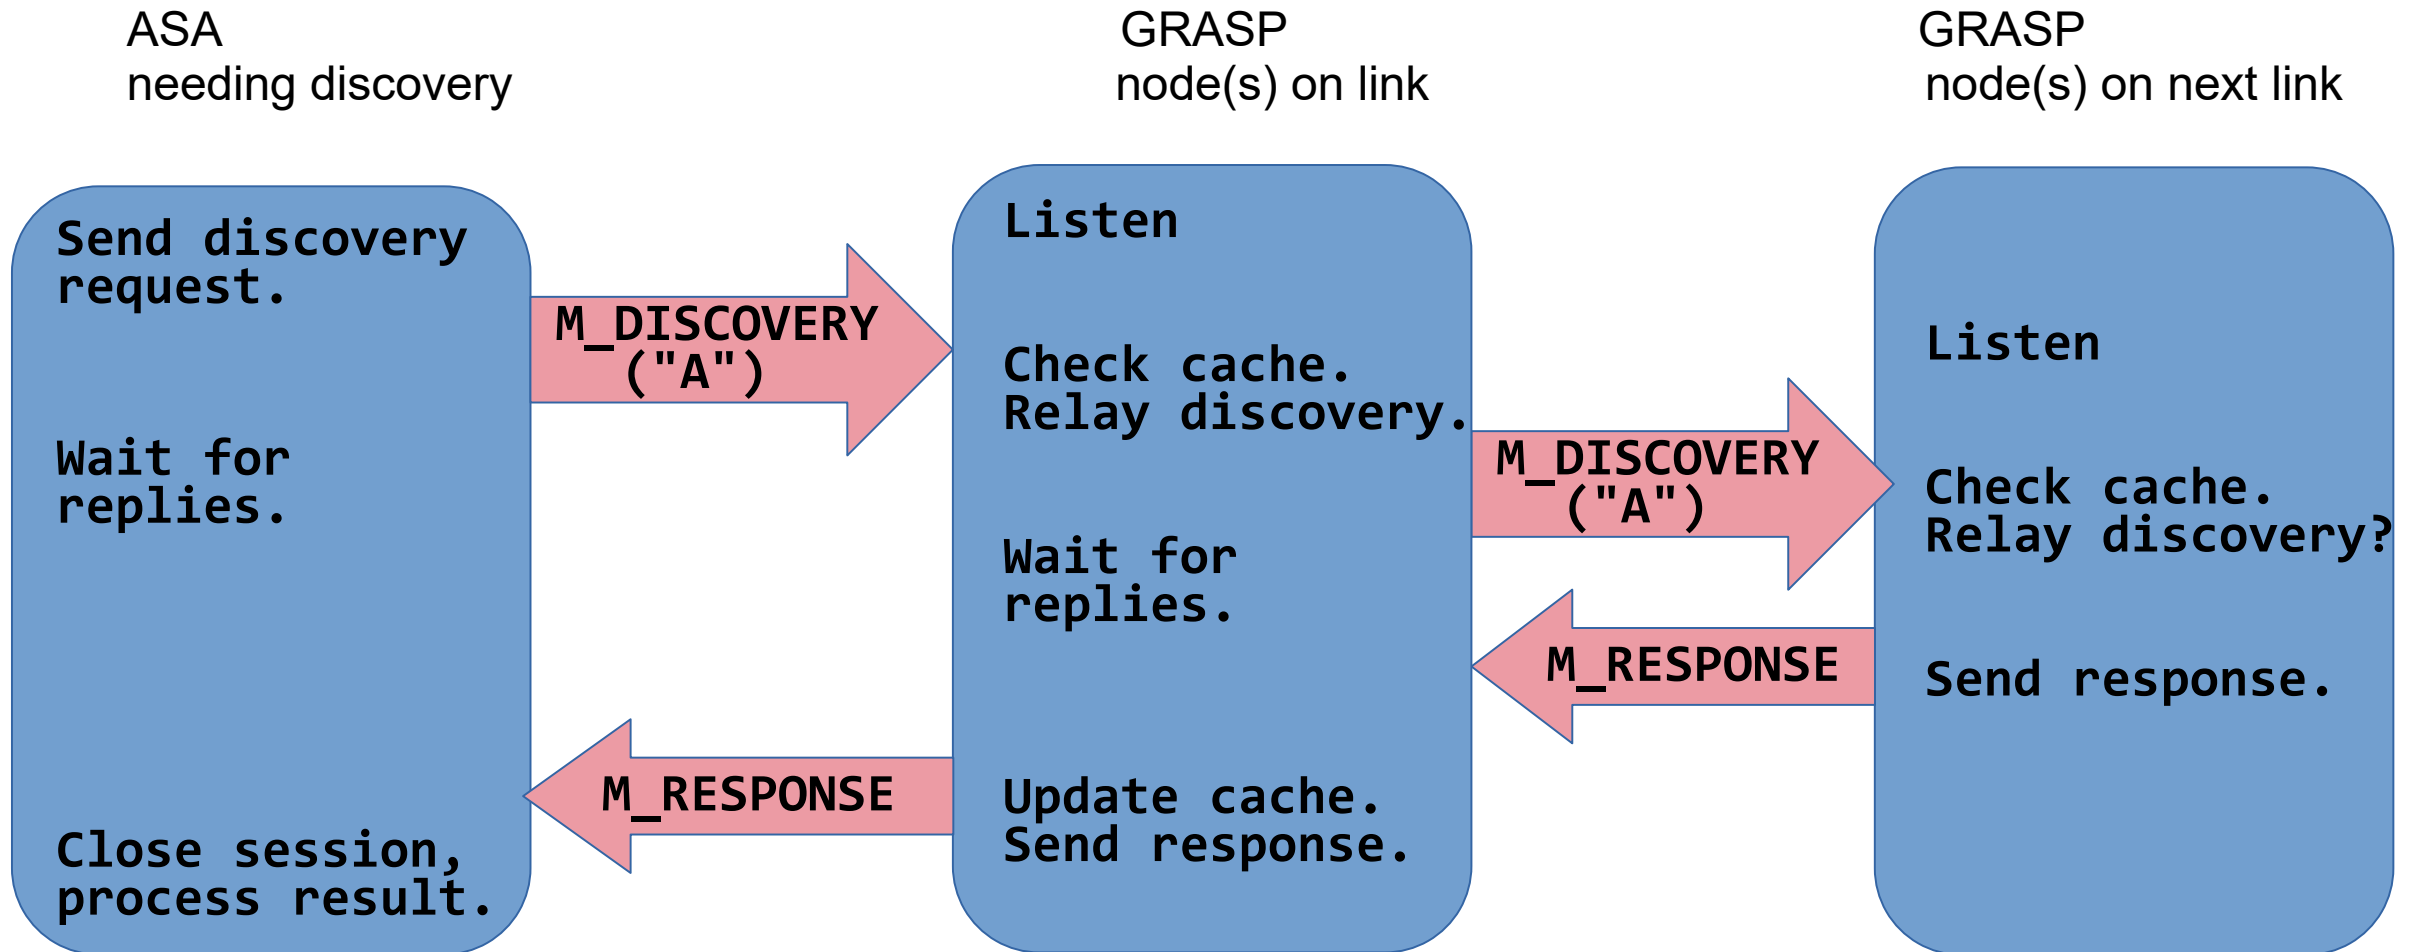 ASA
needing discovery
GRASP
node(s) on link
GRASP
node(s) on next link
Send discovery
request.
Wait for
replies.
Close session,
process result.
M_DISCOVERY
("A")
M_RESPONSE
Listen
Check cache.
Relay discovery.
Wait for
replies.
Update cache.
Send response.
M_DISCOVERY
("A")
M_RESPONSE
Listen
Check cache.
Relay discovery?
Send response.